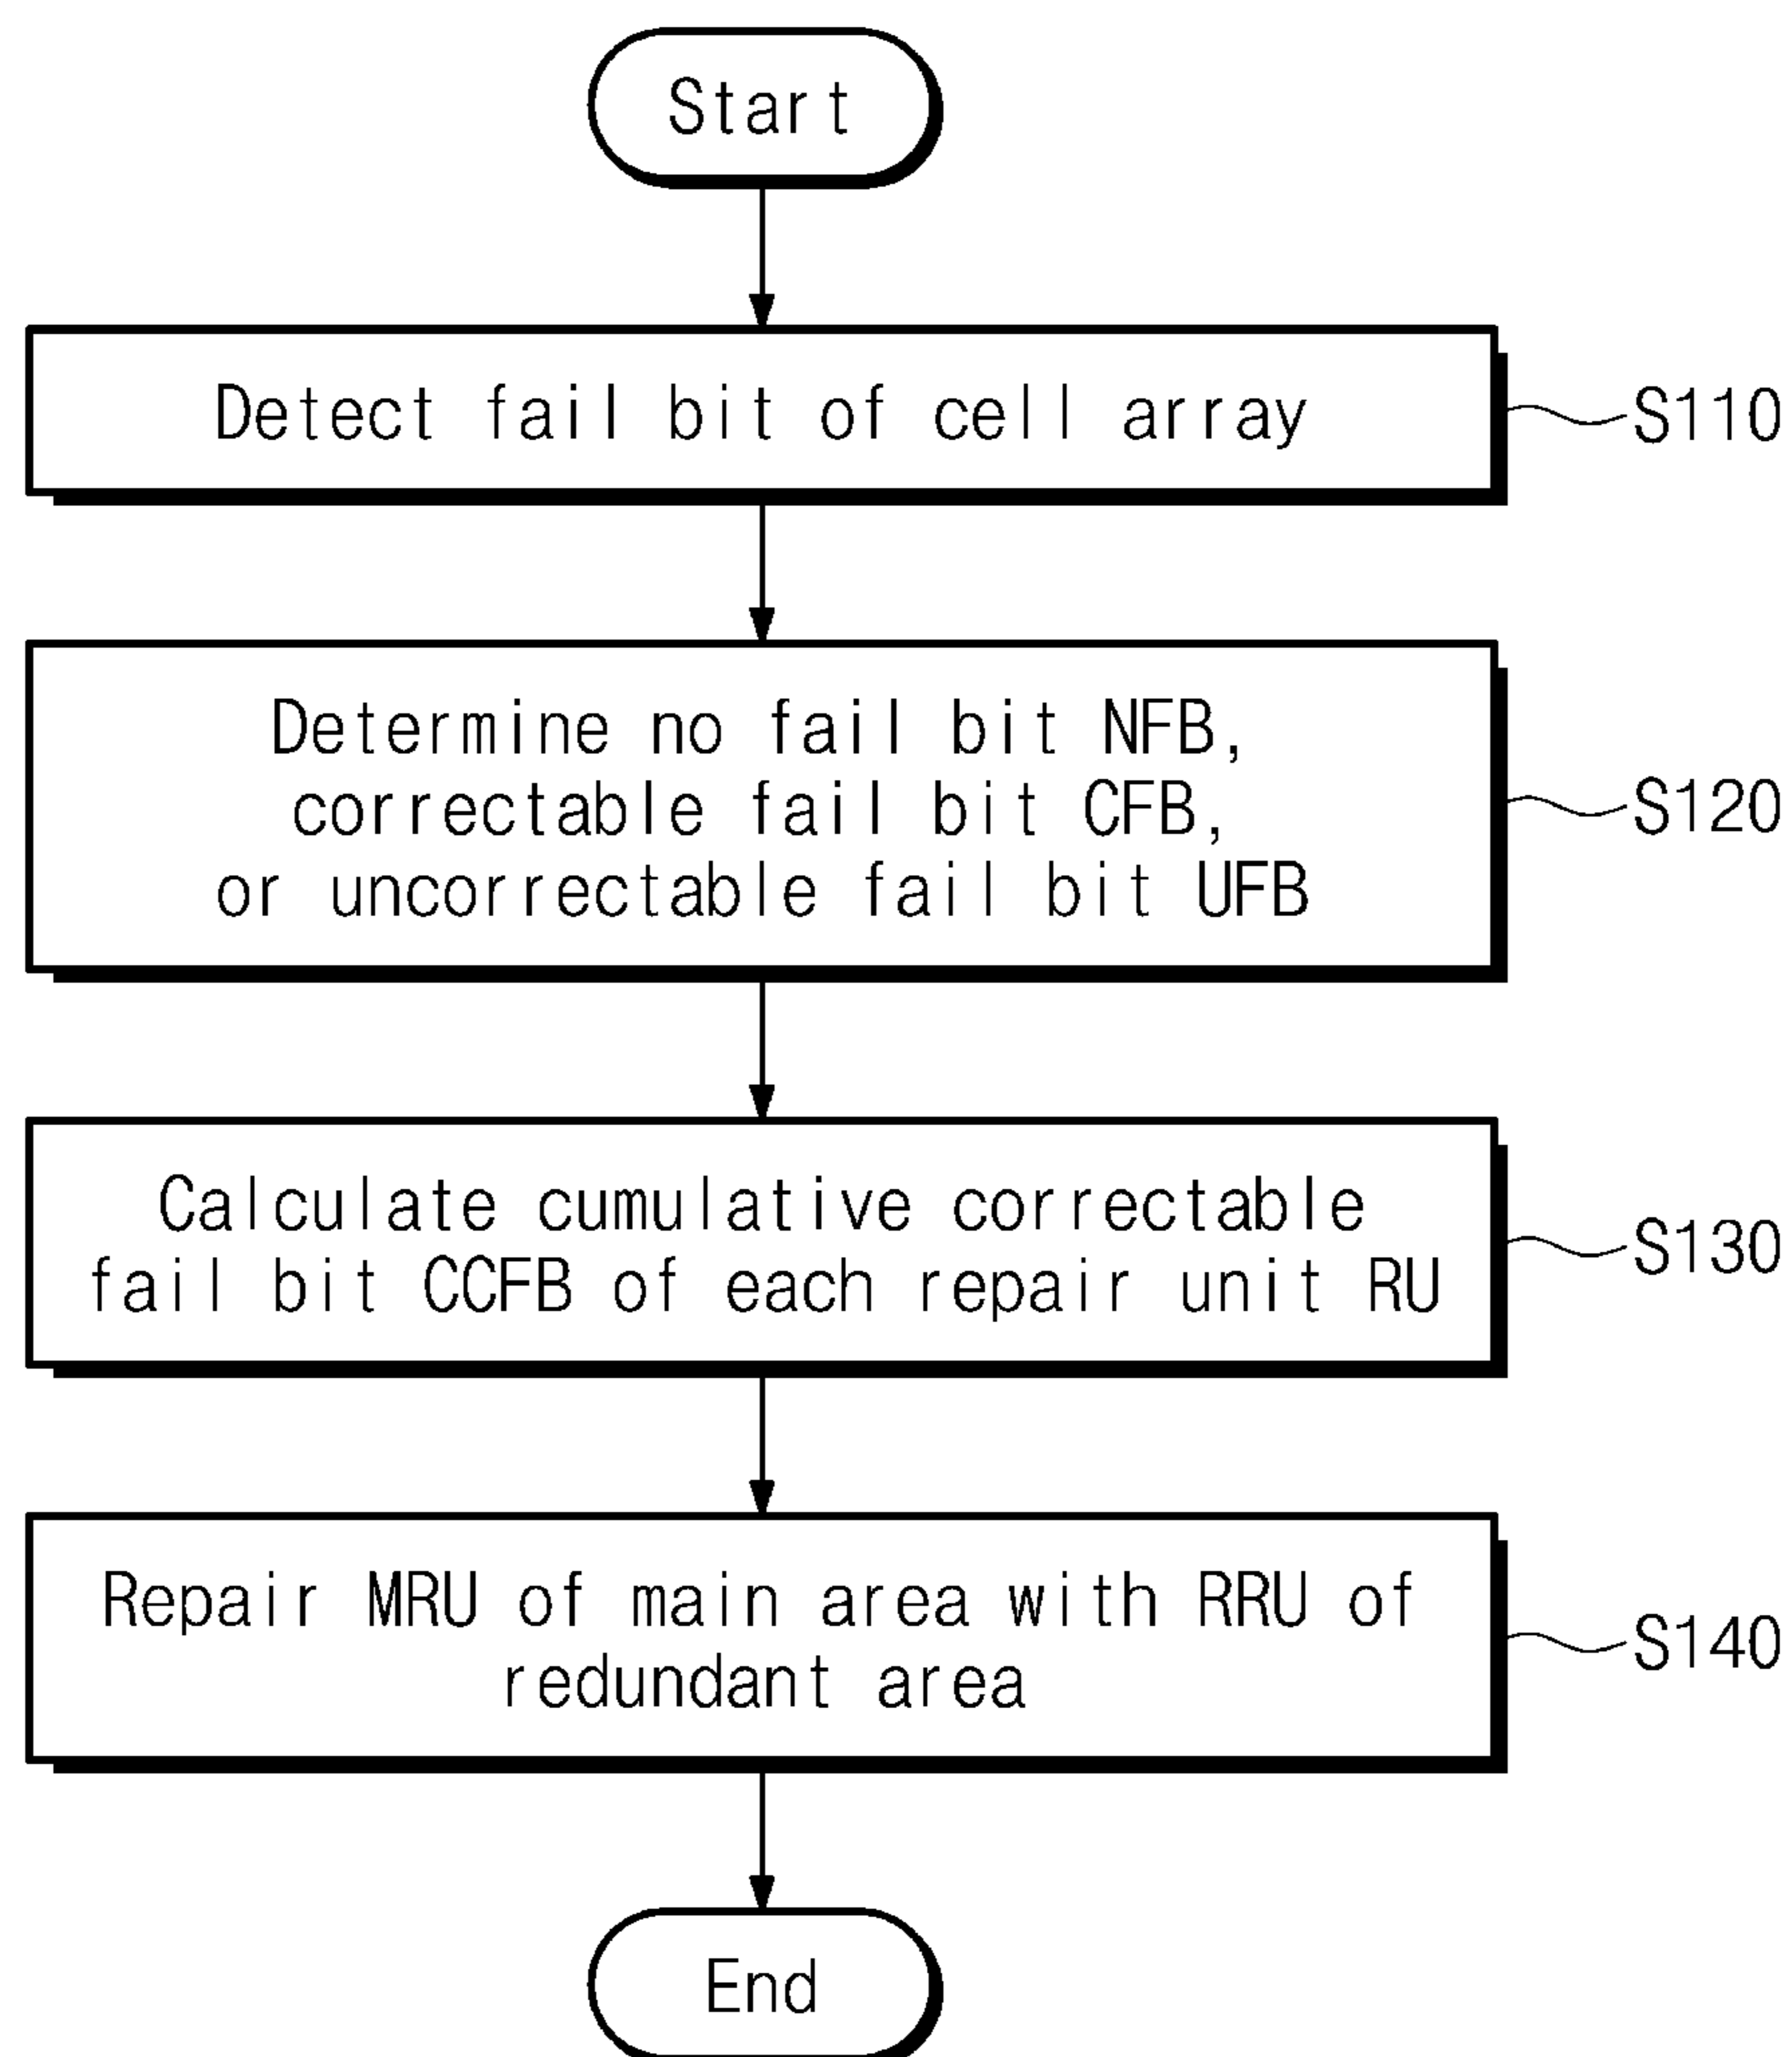 Start
Detect fail bit of cell array
S110
Determine no fail bit NFB,
correctable fail bit CFB,
or uncorrectable fail bit UFB
S120
Calculate cumulative correctable
fail bit CCFB of each repair unit RU
S130
Repair MRU of main area with RRU of
redundant area
S140
End